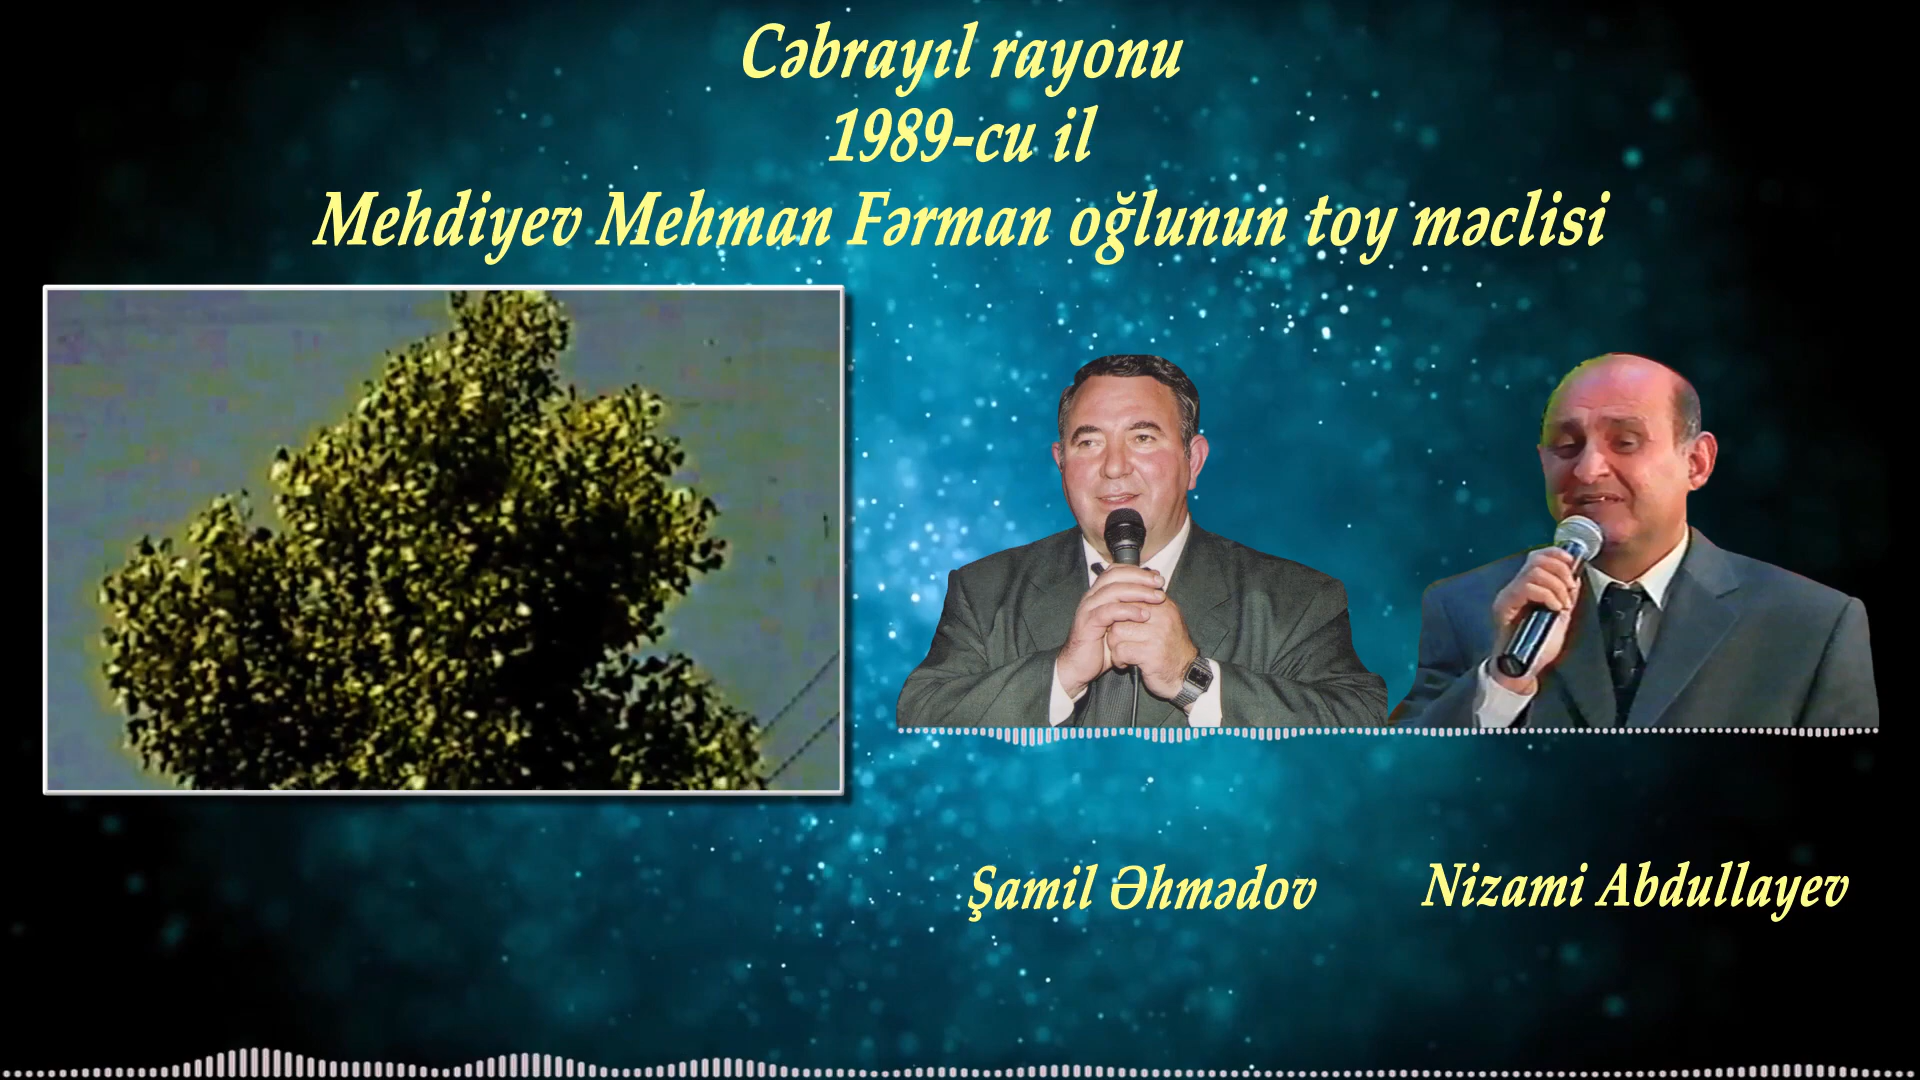 Cəbrayıl rayonu
1989-cu il
Mehdiyev Mehman Fərman oğlunun toy məclisi
Şamil Əhmədov
Nizami Abdullayev